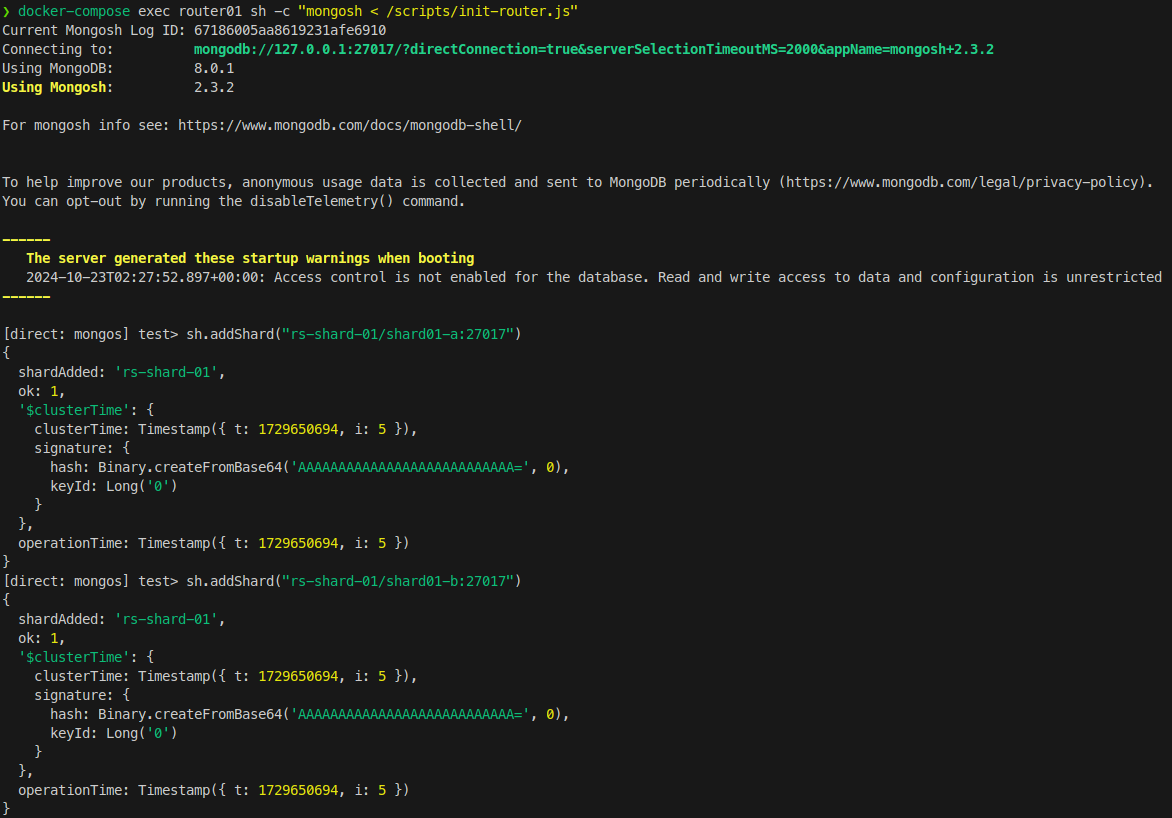 ❯ docker-compose exec router01 sh -c "mongosh < /scripts/init-router.js"
Current Mongosh Log ID: 67186005aa8619231afe6910
Connecting to: mongodb://127.0.0.1:27017/?directConnection=true&serverSelectionTimeoutMS=2000&appName=mongosh+2.3.2
Using MongoDB: 8.0.1
Using Mongosh: 2.3.2
For mongosh info see: https://www.mongodb.com/docs/mongodb-shell/
To help improve our products, anonymous usage data is collected and sent to MongoDB periodically (https://www.mongodb.com/legal/privacy-policy).
You can opt-out by running the disableTelemetry() command.
------
The server generated these startup warnings when booting
2024-10-23T02:27:52.897+00:00: Access control is not enabled for the database. Read and write access to data and configuration is unrestricted
------
[direct: mongos] test> sh.addShard("rs-shard-01/shard01-a:27017")
{
shardAdded: 'rs-shard-01',
ok: 1,
'$clusterTime': {
clusterTime: Timestamp({ t: 1729650694, i: 5 }),
signature: {
hash: Binary.createFromBase64('AAAAAAAAAAAAAAAAAAAAAAAAAAA=', 0),
keyId: Long('0')
}
},
operationTime: Timestamp({ t: 1729650694, i: 5 })
}
[direct: mongos] test> sh.addShard("rs-shard-01/shard01-b:27017")
{
shardAdded: 'rs-shard-01',
ok: 1,
'$clusterTime': {
clusterTime: Timestamp({ t: 1729650694, i: 5 }),
signature: {
hash: Binary.createFromBase64('AAAAAAAAAAAAAAAAAAAAAAAAAAA=', 0),
keyId: Long('0')
}
},
operationTime: Timestamp({ t: 1729650694, i: 5 })
}